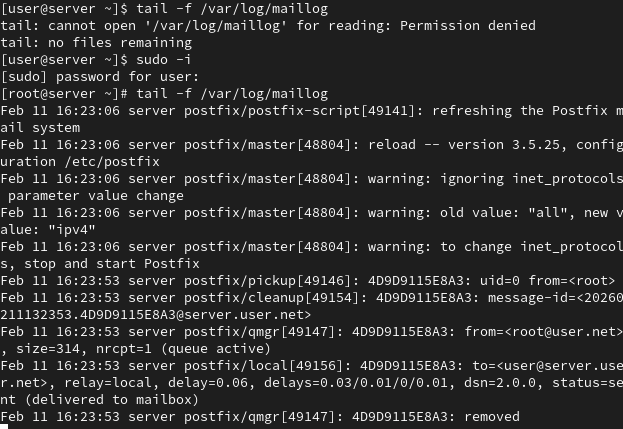 [user@server ~]$ tail -f /var/log/maillog
tail: cannot open '/var/log/maillog' for reading: Permission denied
tail: no files remaining
[user@server ~]$ sudo -i
[sudo] password for user:
[root@server ~]# tail -f /var/log/maillog
Feb 11 16:23:06 server postfix/postfix-script[49141]: refreshing the Postfix m
ail system
Feb 11 16:23:06 server postfix/master[48804]: reload -- version 3.5.25, config
uration /etc/postfix
Feb 11 16:23:06 server postfix/master[48804]: warning: ignoring inet_protocols
 parameter value change
Feb 11 16:23:06 server postfix/master[48804]: warning: old value: "all", new v
alue: "ipv4"
Feb 11 16:23:06 server postfix/master[48804]: warning: to change inet_protocol
s, stop and start Postfix
Feb 11 16:23:53 server postfix/pickup[49146]: 4D9D9115E8A3: uid=0 from=<root>
Feb 11 16:23:53 server postfix/cleanup[49154]: 4D9D9115E8A3: message-id=<20260
211132353.4D9D9115E8A3@server.user.net>
Feb 11 16:23:53 server postfix/qmgr[49147]: 4D9D9115E8A3: from=<root@user.net>
, size=314, nrcpt=1 (queue active)
Feb 11 16:23:53 server postfix/local[49156]: 4D9D9115E8A3: to=<user@server.use
r.net>, relay=local, delay=0.06, delays=0.03/0.01/0/0.01, dsn=2.0.0, status=se
nt (delivered to mailbox)
Feb 11 16:23:53 server postfix/qmgr[49147]: 4D9D9115E8A3: removed